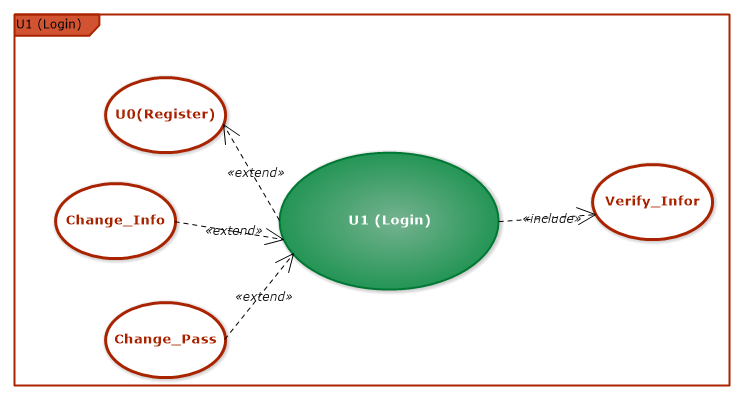 U1 (Login)
U0(Register)
«extend»
Change_Info
«extend»
U1 (Login)
«include»
Verify_Infor
«extend»
Change_Pass